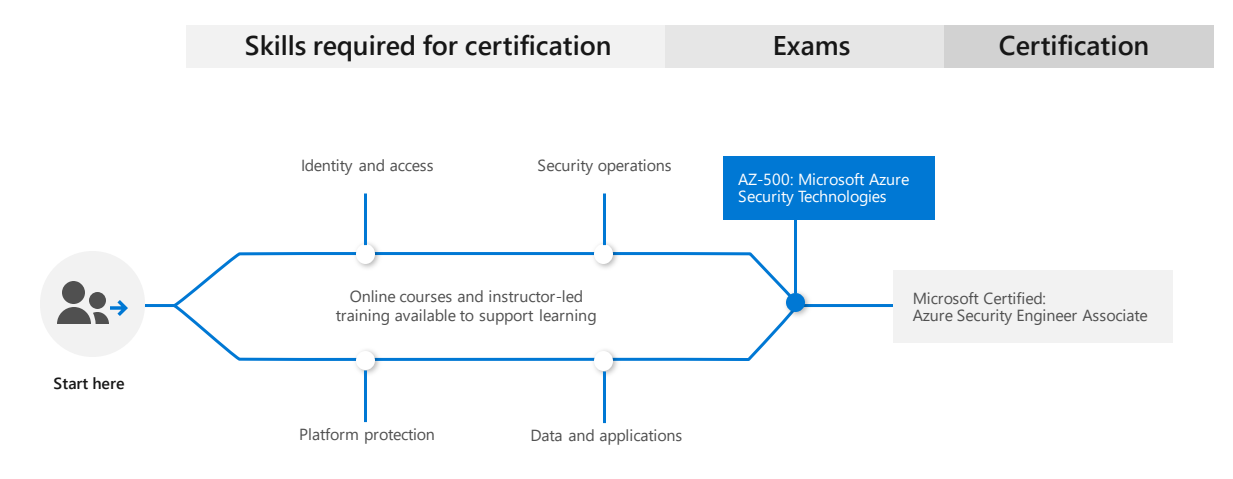 Skills required for certification
Exams
Certification
Identity and access
Security operations
AZ-500: Microsoft Azure
Security Technologies
Online courses and instructor-led
training available to support learning
Microsoft Certified:
Azure Security Engineer Associate
Start here
Platform protection
Data and applications